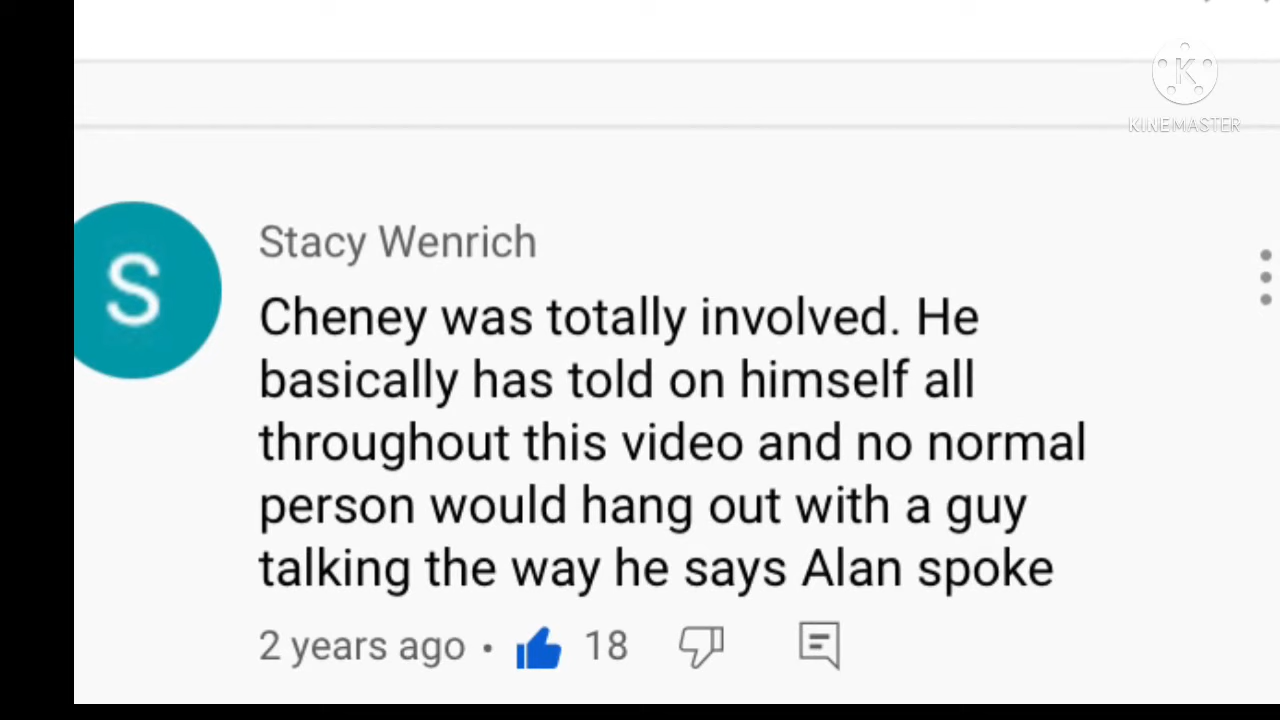 K
KINEMASTER
S
Stacy Wenrich
Cheney was totally involved. He
basically has told on himself all
throughout this video and no normal
person would hang out with a guy
talking the way he says Alan spoke
2 years ago • 18